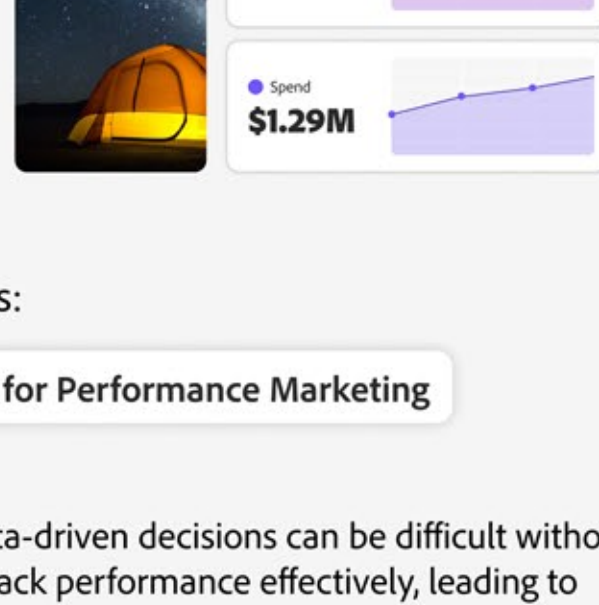 Spend
$1.29M
s:
for Performance Marketing
ta-driven decisions can be difficult witho
ack performance effectively, leading to